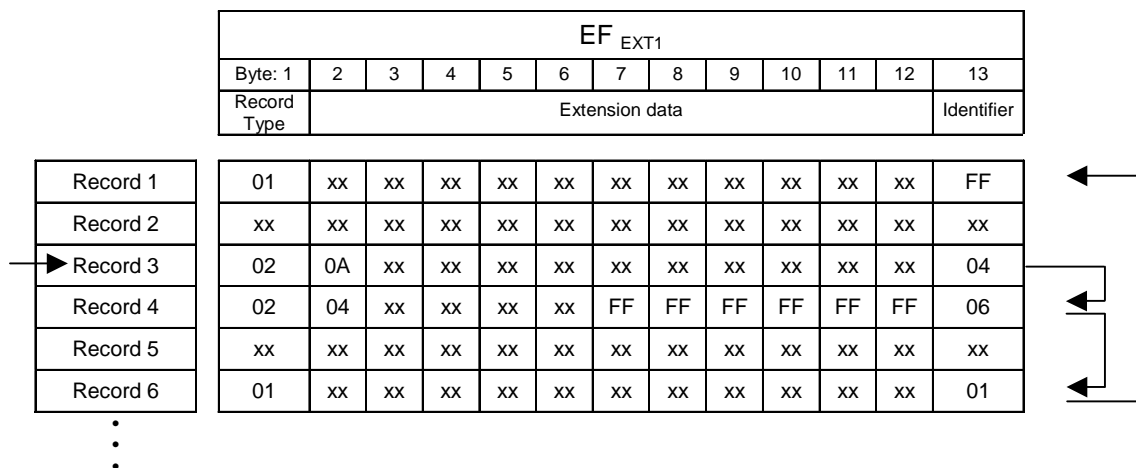 EF EXT1
Byte: 1 2 3 4 5 6 7 8 9 10 11 12 13
Record Type Extension data Identifier
Record 1 01 xx xx xx xx xx xx xx xx xx xx xx FF
Record 2 xx xx xx xx xx xx xx xx xx xx xx xx xx
Record 3 02 0A xx xx xx xx xx xx xx xx xx xx 04
Record 4 02 04 xx xx xx xx FF FF FF FF FF FF 06
Record 5 xx xx xx xx xx xx xx xx xx xx xx xx xx
Record 6 01 xx xx xx xx xx xx xx xx xx xx xx 01